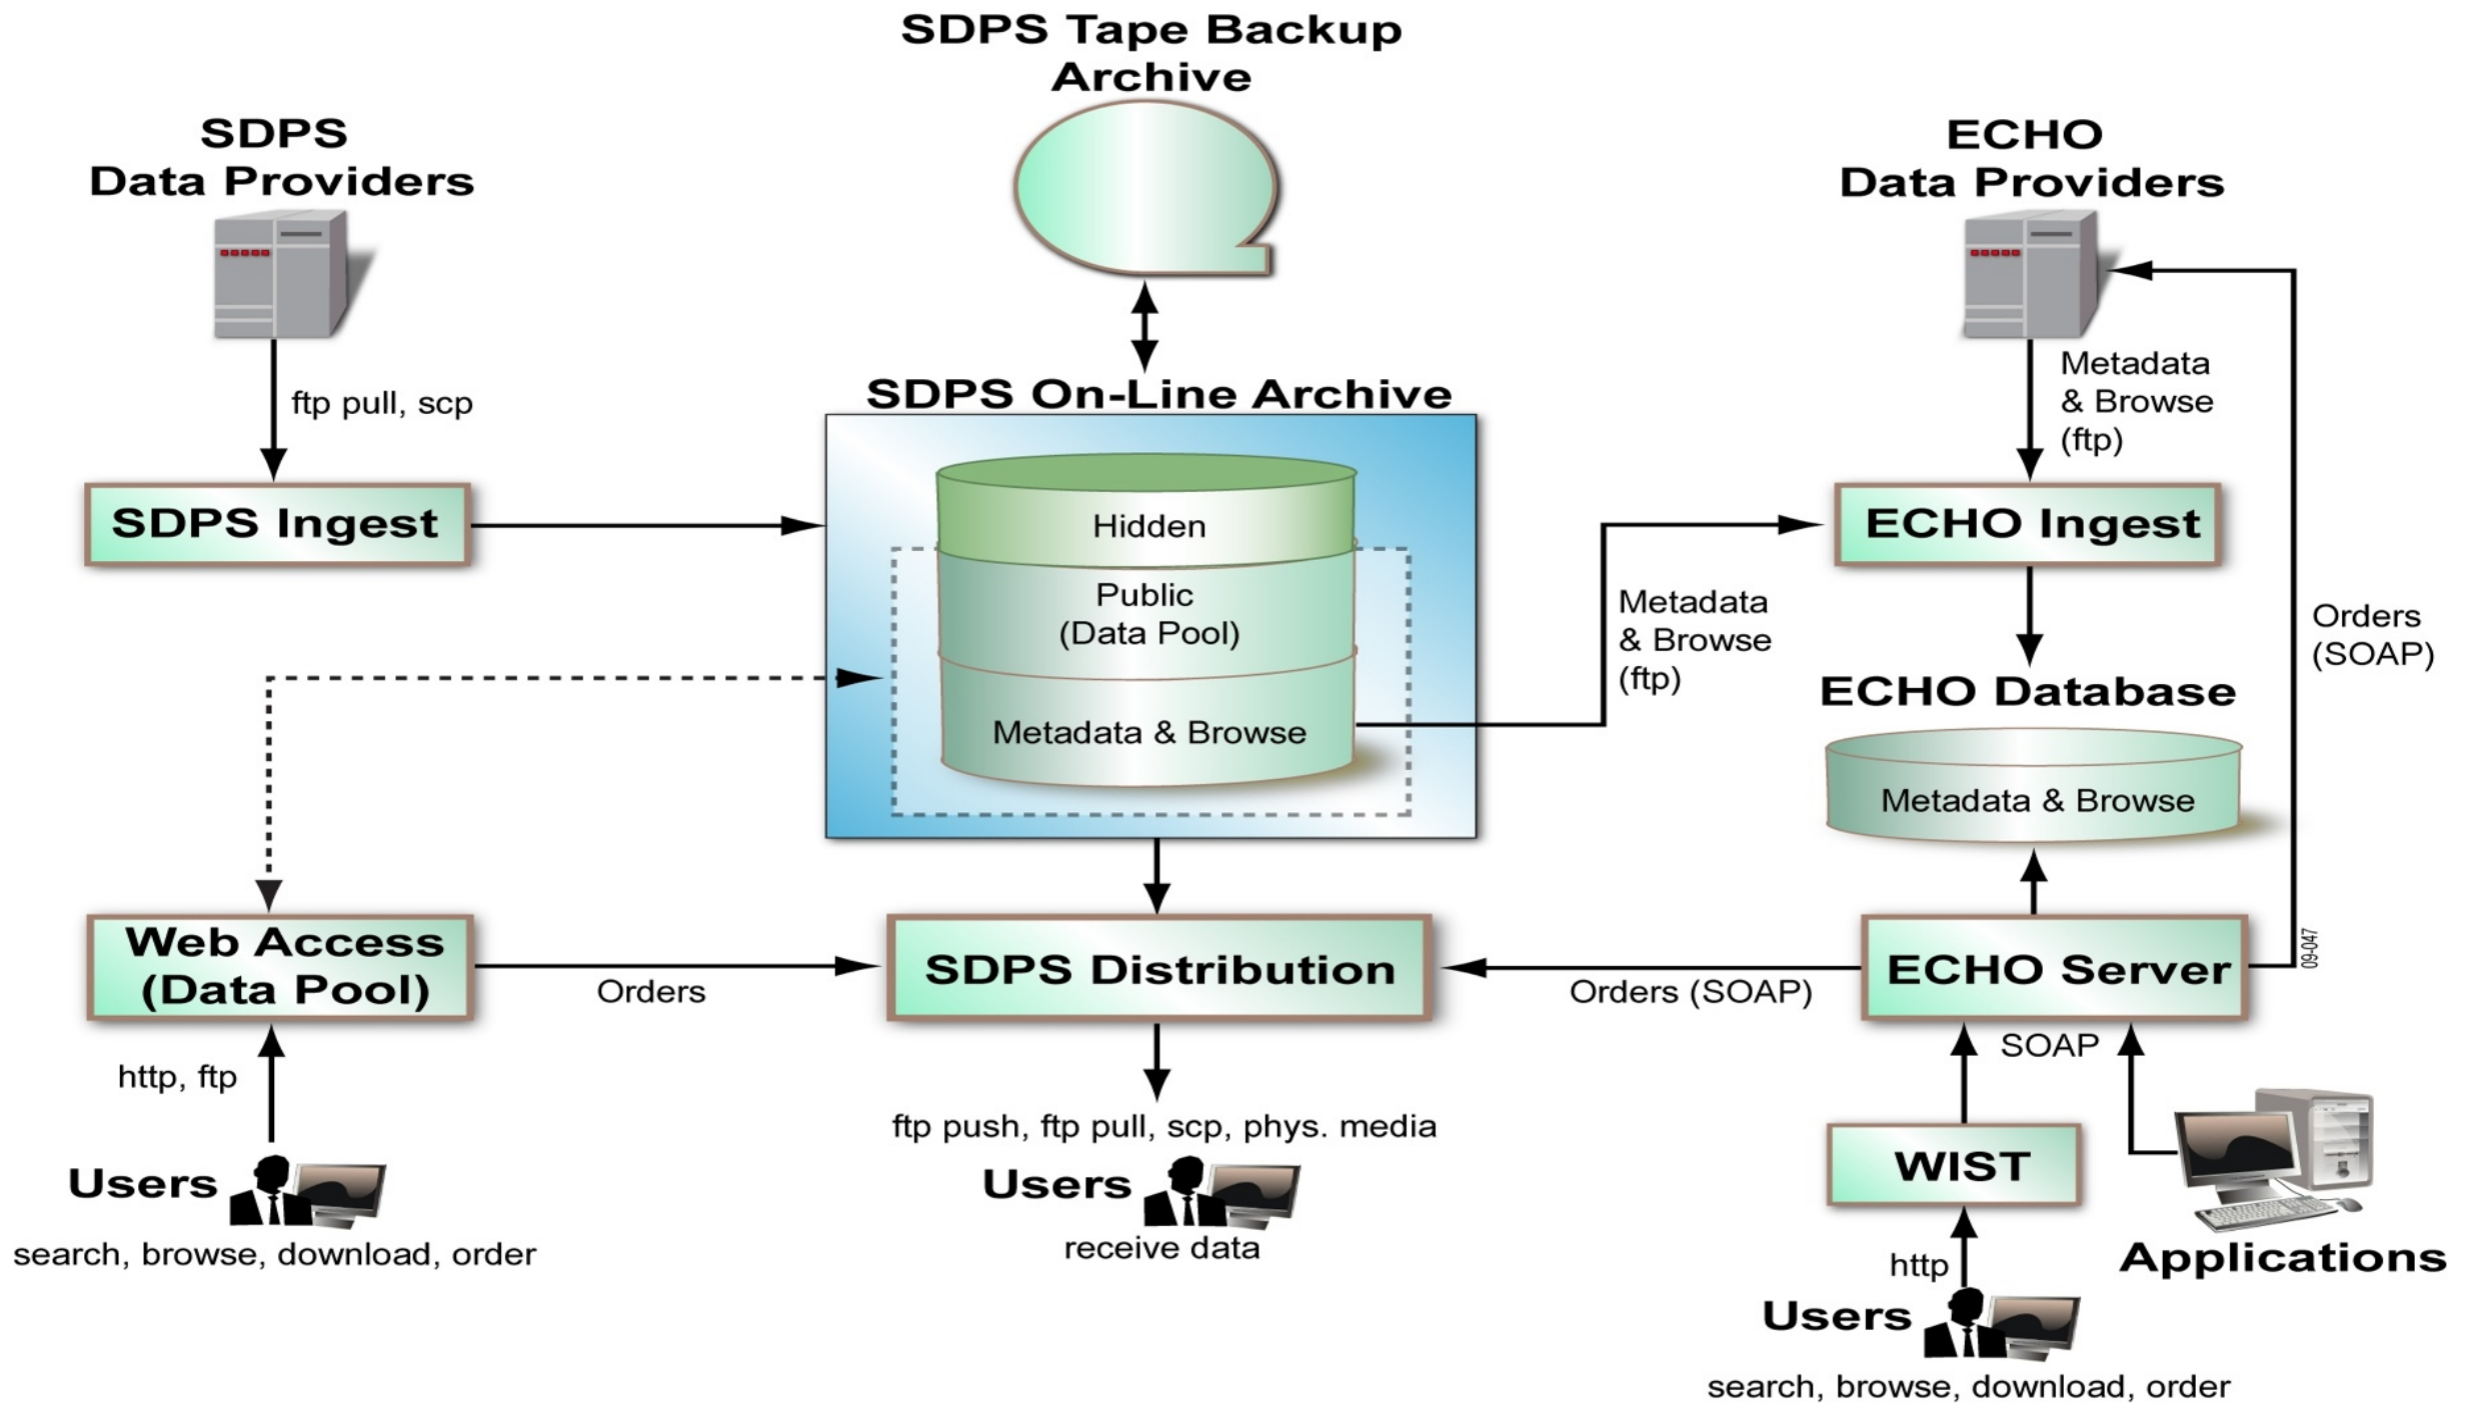 SDPS Tape Backup
Archive
SDPS
Data Providers
ECHO
Data Providers
ftp pull, scp
Metadata
& Browse
(ftp)
SDPS On-Line Archive
SDPS Ingest
Hidden
Public
(Data Pool)
Metadata & Browse
ECHO Ingest
Metadata
& Browse
(ftp)
Orders
(SOAP)
ECHO Database
Metadata & Browse
Web Access
(Data Pool)
Orders
SDPS Distribution
Orders (SOAP)
ECHO Server
09-047
http, ftp
SOAP
ftp push, ftp pull, scp, phys. media
Users
search, browse, download, order
Users
receive data
WIST
Applications
http
Users
search, browse, download, order